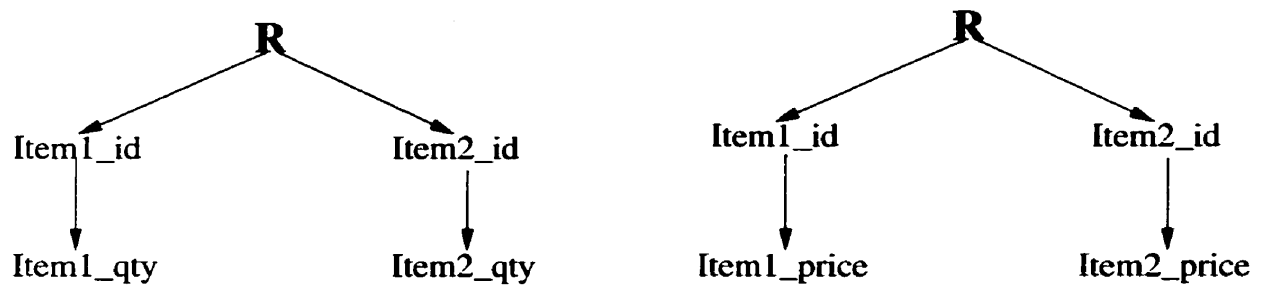 R R
Item1_id Item2_id Item1_id Item2_id
Item1_qty Item2_qty Item1_price Item2_price